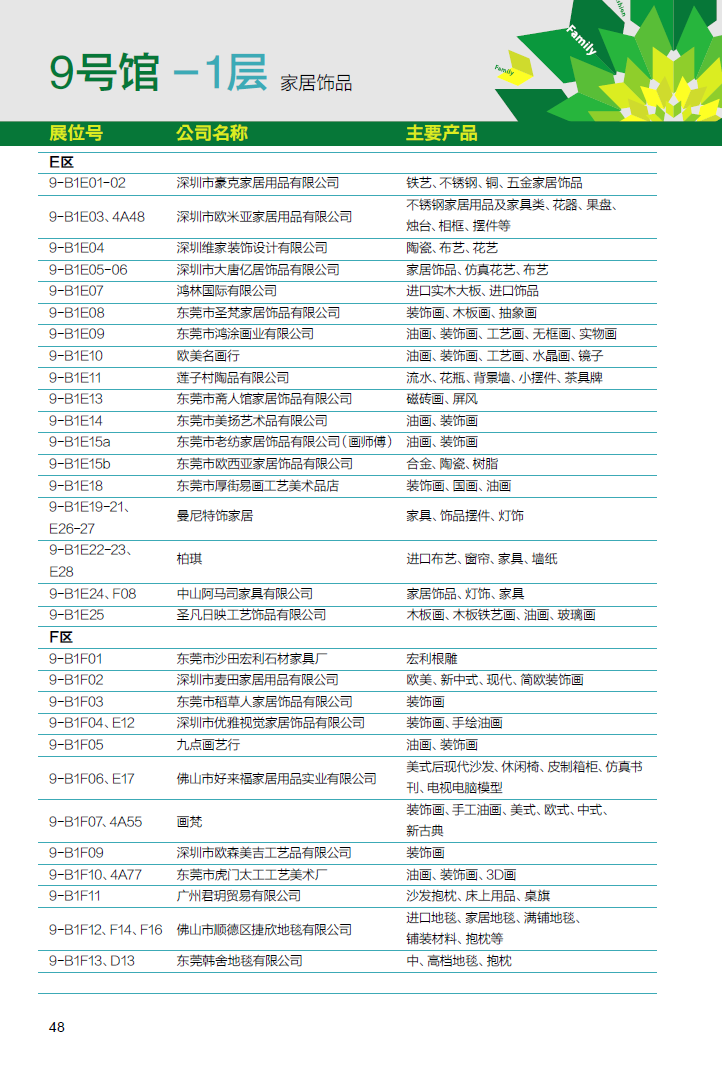 9号馆 -1层 家居饰品
Family
Family
展位号 公司名称 主要产品
E区
9-B1E01-02 深圳市豪克家居用品有限公司 铁艺、不锈钢、铜、五金家居饰品
9-B1E03、4A48 深圳市欧米亚家居用品有限公司 不锈钢家居用品及家具类、花器、果盘、
烛台、相框、摆件等
9-B1E04 深圳维家装饰设计有限公司 陶瓷、布艺、花艺
9-B1E05-06 深圳市大唐亿居饰品有限公司 家居饰品、仿真花艺、布艺
9-B1E07 鸿林国际有限公司 进口实木大板、进口饰品
9-B1E08 东莞市圣梵家居饰品有限公司 装饰画、木板画、抽象画
9-B1E09 东莞市鸿涂画业有限公司 油画、装饰画、工艺画、无框画、实物画
9-B1E10 欧美名画行 油画、装饰画、工艺画、水晶画、镜子
9-B1E11 莲子村陶品有限公司 流水、花瓶、背景墙、小摆件、茶具牌
9-B1E13 东莞市斋人馆家居饰品有限公司 磁砖画、屏风
9-B1E14 东莞市美扬艺术品有限公司 油画、装饰画
9-B1E15a 东莞市老纺家居饰品有限公司（画师傅） 油画、装饰画
9-B1E15b 东莞市欧西亚家居饰品有限公司 合金、陶瓷、树脂
9-B1E18 东莞市厚街易画工艺美术品店 装饰画、国画、油画
9-B1E19-21、
E26-27 曼尼特饰家居 家具、饰品摆件、灯饰
9-B1E22-23、
E28 柏琪 进口布艺、窗帘、家具、墙纸
9-B1E24、F08 中山阿马司家具有限公司 家居饰品、灯饰、家具
9-B1E25 圣凡日映工艺饰品有限公司 木板画、木板铁艺画、油画、玻璃画
F区
9-B1F01 东莞市沙田宏利石材家具厂 宏利根雕
9-B1F02 深圳市麦田家居用品有限公司 欧美、新中式、现代、简欧装饰画
9-B1F03 东莞市稻草人家居饰品有限公司 装饰画
9-B1F04、E12 深圳市优雅视觉家居饰品有限公司 装饰画、手绘油画
9-B1F05 九点画艺行 油画、装饰画
9-B1F06、E17 佛山市好来福家居用品实业有限公司 美式后现代沙发、休闲椅、皮制箱柜、仿真书
刊、电视电脑模型
9-B1F07、4A55 画梵 装饰画、手工油画、美式、欧式、中式、
新古典
9-B1F09 深圳市欧森美吉工艺品有限公司 装饰画
9-B1F10、4A77 东莞市虎门太工工艺美术厂 油画、装饰画、3D画
9-B1F11 广州君玥贸易有限公司 沙发抱枕、床上用品、桌旗
9-B1F12、F14、F16 佛山市顺德区捷欣地毯有限公司 进口地毯、家居地毯、满铺地毯、
铺装材料、抱枕等
9-B1F13、D13 东莞韩舍地毯有限公司 中、高档地毯、抱枕
48